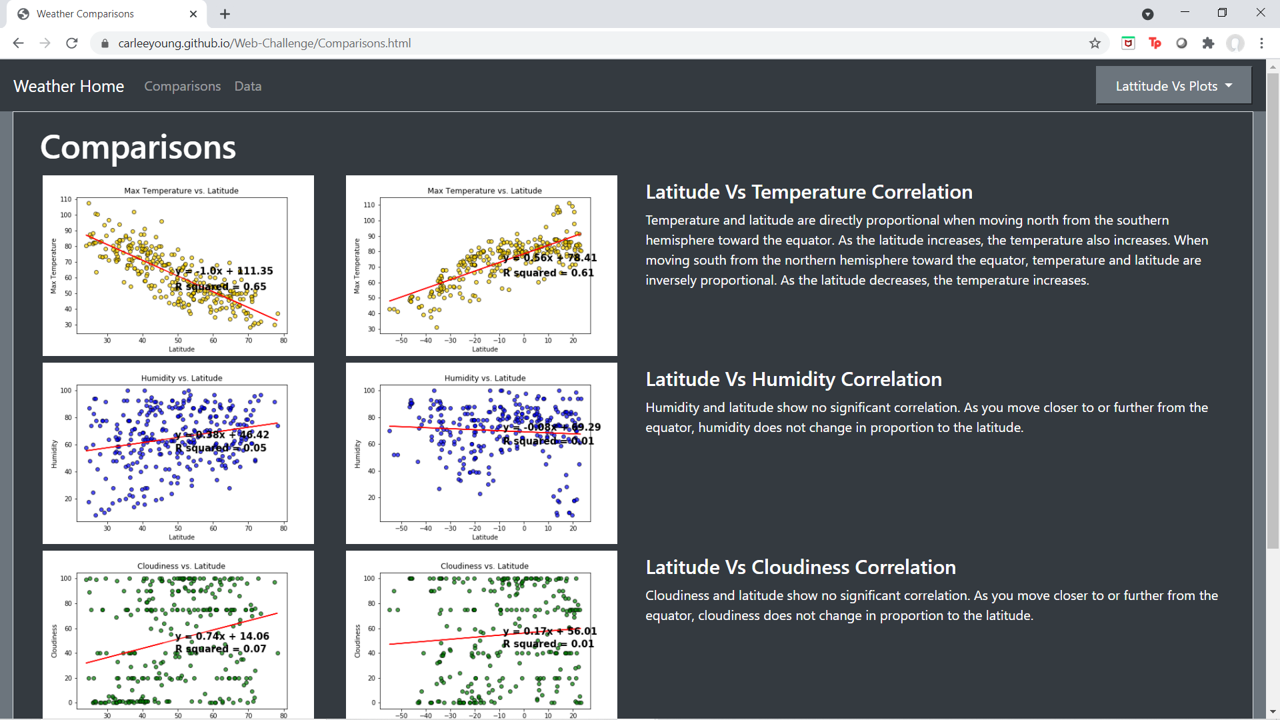 Weather Comparisons
carleeyoung.github.io/Web-Challenge/Comparisons.html
Weather Home
Comparisons
Data
Lattitude Vs Plots
Comparisons
Max Temperature vs. Latitude
Max Temperature
110
100
90
80
70
60
50
40
30
y = -1.0x + 111.35
R squared = 0.65
30 40 50 60 70 80
Latitude
Max Temperature vs. Latitude
Max Temperature
110
100
90
80
70
60
50
40
30
y = 0.56x + 78.41
R squared = 0.61
−50 −40 −30 −20 −10 0 10 20
Latitude
Latitude Vs Temperature Correlation
Temperature and latitude are directly proportional when moving north from the southern
hemisphere toward the equator. As the latitude increases, the temperature also increases. When
moving south from the northern hemisphere toward the equator, temperature and latitude are
inversely proportional. As the latitude decreases, the temperature increases.
Humidity vs. Latitude
Humidity
100
80
60
40
20
y = 0.38x + 46.42
R squared = 0.05
30 40 50 60 70 80
Latitude
Humidity vs. Latitude
Humidity
100
80
60
40
20
y = -0.08x + 69.29
R squared = 0.01
−50 −40 −30 −20 −10 0 10 20
Latitude
Latitude Vs Humidity Correlation
Humidity and latitude show no significant correlation. As you move closer to or further from the
equator, humidity does not change in proportion to the latitude.
Cloudiness vs. Latitude
Cloudiness
100
80
60
40
20
0
y = 0.74x + 14.06
R squared = 0.07
30 40 50 60 70 80
Cloudiness vs. Latitude
Cloudiness
100
80
60
40
20
0
y = 0.17x + 56.01
R squared = 0.01
−50 −40 −30 −20 −10 0 10 20
Latitude Vs Cloudiness Correlation
Cloudiness and latitude show no significant correlation. As you move closer to or further from the
equator, cloudiness does not change in proportion to the latitude.